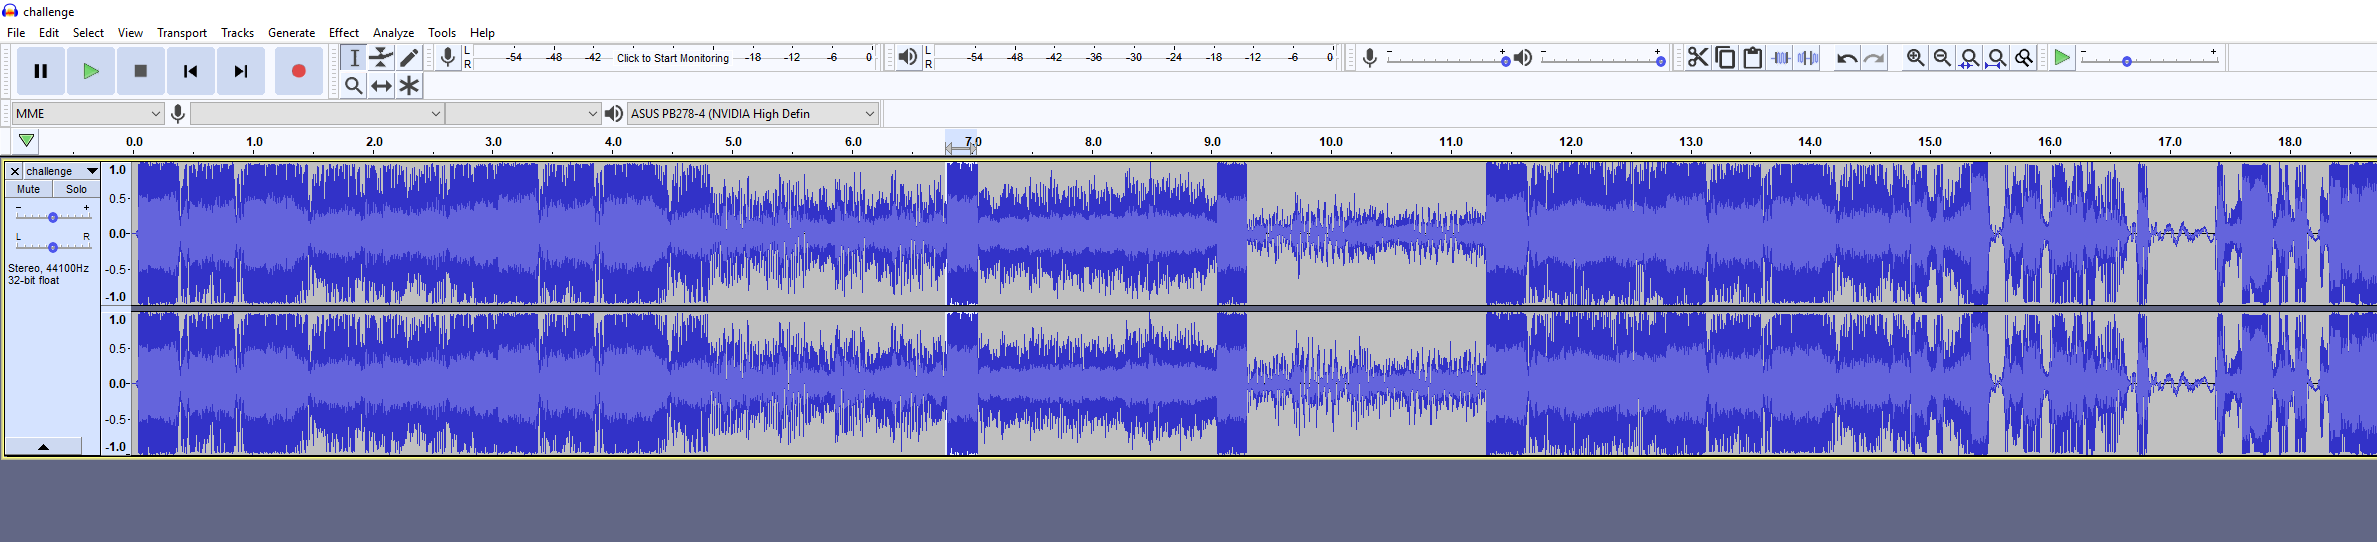 challenge
File Edit Select View Transport Tracks Generate Effect Analyze Tools Help
L R -54 -48 -42 Click to Start Monitoring -18 -12 -6 0 L R -54 -48 -42 -36 -30 -24 -18 -12 -6 0 - + - + - +
MME ASUS PB278-4 (NVIDIA High Defin
0.0 1.0 2.0 3.0 4.0 5.0 6.0 7.0 8.0 9.0 10.0 11.0 12.0 13.0 14.0 15.0 16.0 17.0 18.0
challenge
Mute Solo
- +
L R
Stereo, 44100Hz
32-bit float
1.0
0.5
0.0
-0.5
-1.0
1.0
0.5
0.0
-0.5
-1.0